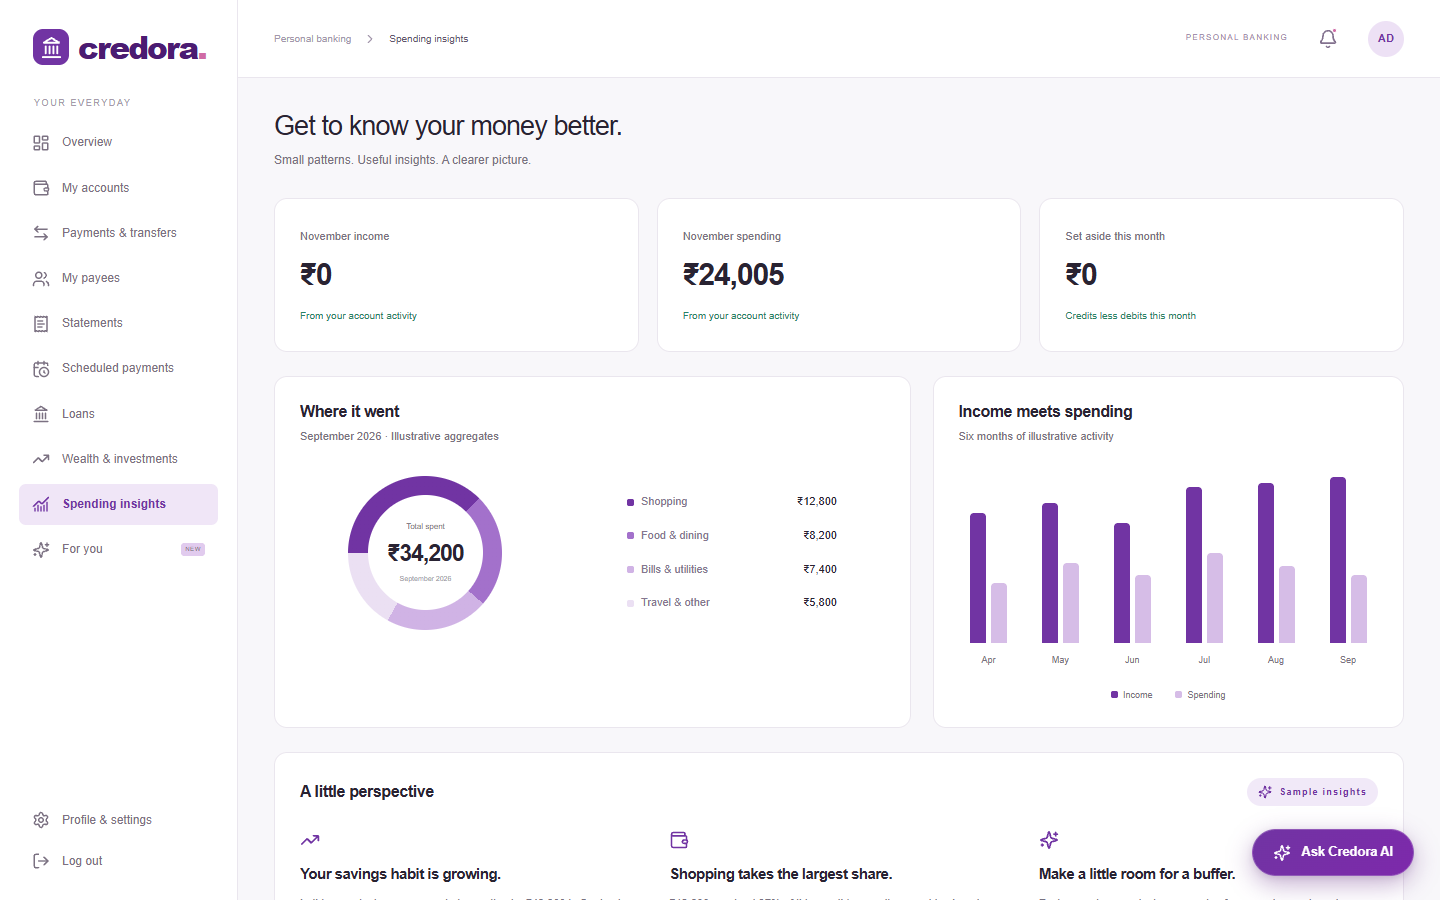 credora.
Personal banking > Spending insights
PERSONAL BANKING
AD
YOUR EVERYDAY
Overview
My accounts
Payments & transfers
My payees
Statements
Scheduled payments
Loans
Wealth & investments
Spending insights
For you
NEW
Profile & settings
Log out
Get to know your money better.
Small patterns. Useful insights. A clearer picture.
November income
₹0
From your account activity
November spending
₹24,005
From your account activity
Set aside this month
₹0
Credits less debits this month
Where it went
September 2026 · Illustrative aggregates
Total spent
₹34,200
September 2026
Shopping ₹12,800
Food & dining ₹8,200
Bills & utilities ₹7,400
Travel & other ₹5,800
Income meets spending
Six months of illustrative activity
Apr May Jun Jul Aug Sep
Income Spending
A little perspective
Sample insights
Your savings habit is growing.
Shopping takes the largest share.
Make a little room for a buffer.
Ask Credora AI